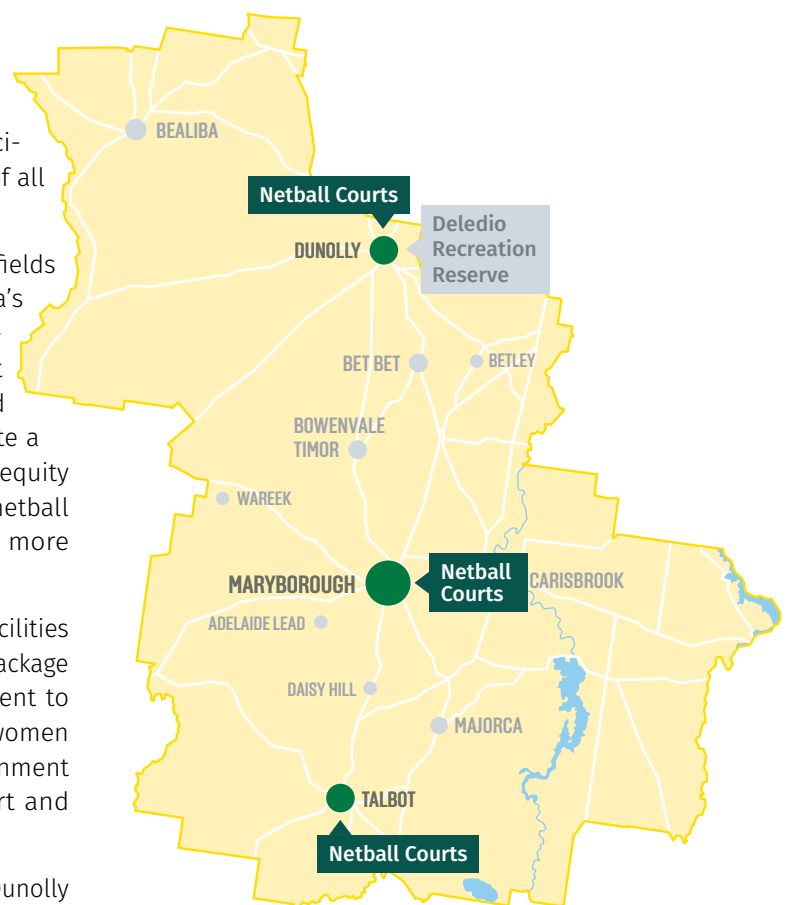 ci-
f all
fields
a's
t
d
te a
equity
netball
more
cilities
ackage
ent to
women
nment
rt and
Dunolly
BEALIBA
Netball Courts
DUNOLLY
Deledio
Recreation
Reserve
BET BET
BETLEY
BOWENVALE
TIMOR
WAREEK
MARYBOROUGH
Netball
Courts
CARISBROOK
ADELAIDE LEAD
DAISY HILL
MAJORCA
TALBOT
Netball Courts